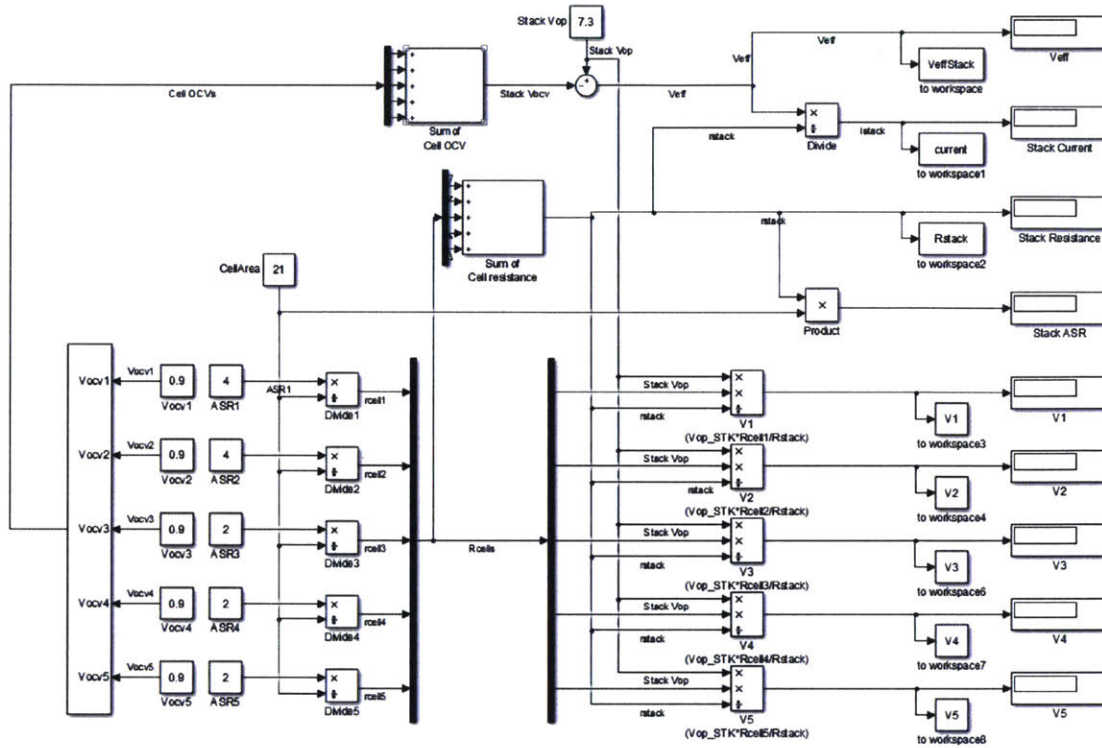 Stack Vop
7.3
Stack Vop
Veff
Veff
VeffStack
to workspace
Veff
Cell OCVs
Sum of
Cell OCV
Stack Vocv
Veff
rstack
Divide
Istack
current
to workspace1
Stack Current
Sum of
Cell resistance
rstack
Rstack
to workspace2
Stack Resistance
CellArea
21
Product
Stack ASR
Vocv1
Vocv1
0.9
Vocv1
4
ASR1
ASR1
Divide1
rcell1
Stack Vop
rstack
V1
(Vop_STK*Rcell1/Rstack)
V1
to workspace3
V1
Vocv2
Vocv2
0.9
Vocv2
4
ASR2
Divide2
rcell2
Stack Vop
rstack
V2
(Vop_STK*Rcell2/Rstack)
V2
to workspace4
V2
Vocv3
Vocv3
0.9
Vocv3
2
ASR3
Divide3
rcell3
Rcells
Stack Vop
rstack
V3
(Vop_STK*Rcell3/Rstack)
V3
to workspace6
V3
Vocv4
Vocv4
0.9
Vocv4
2
ASR4
Divide4
rcell4
Stack Vop
rstack
V4
(Vop_STK*Rcell4/Rstack)
V4
to workspace7
V4
Vocv5
Vocv5
0.9
Vocv5
2
ASR5
Divide5
rcell5
Stack Vop
rstack
V5
(Vop_STK*Rcell5/Rstack)
V5
to workspace8
V5